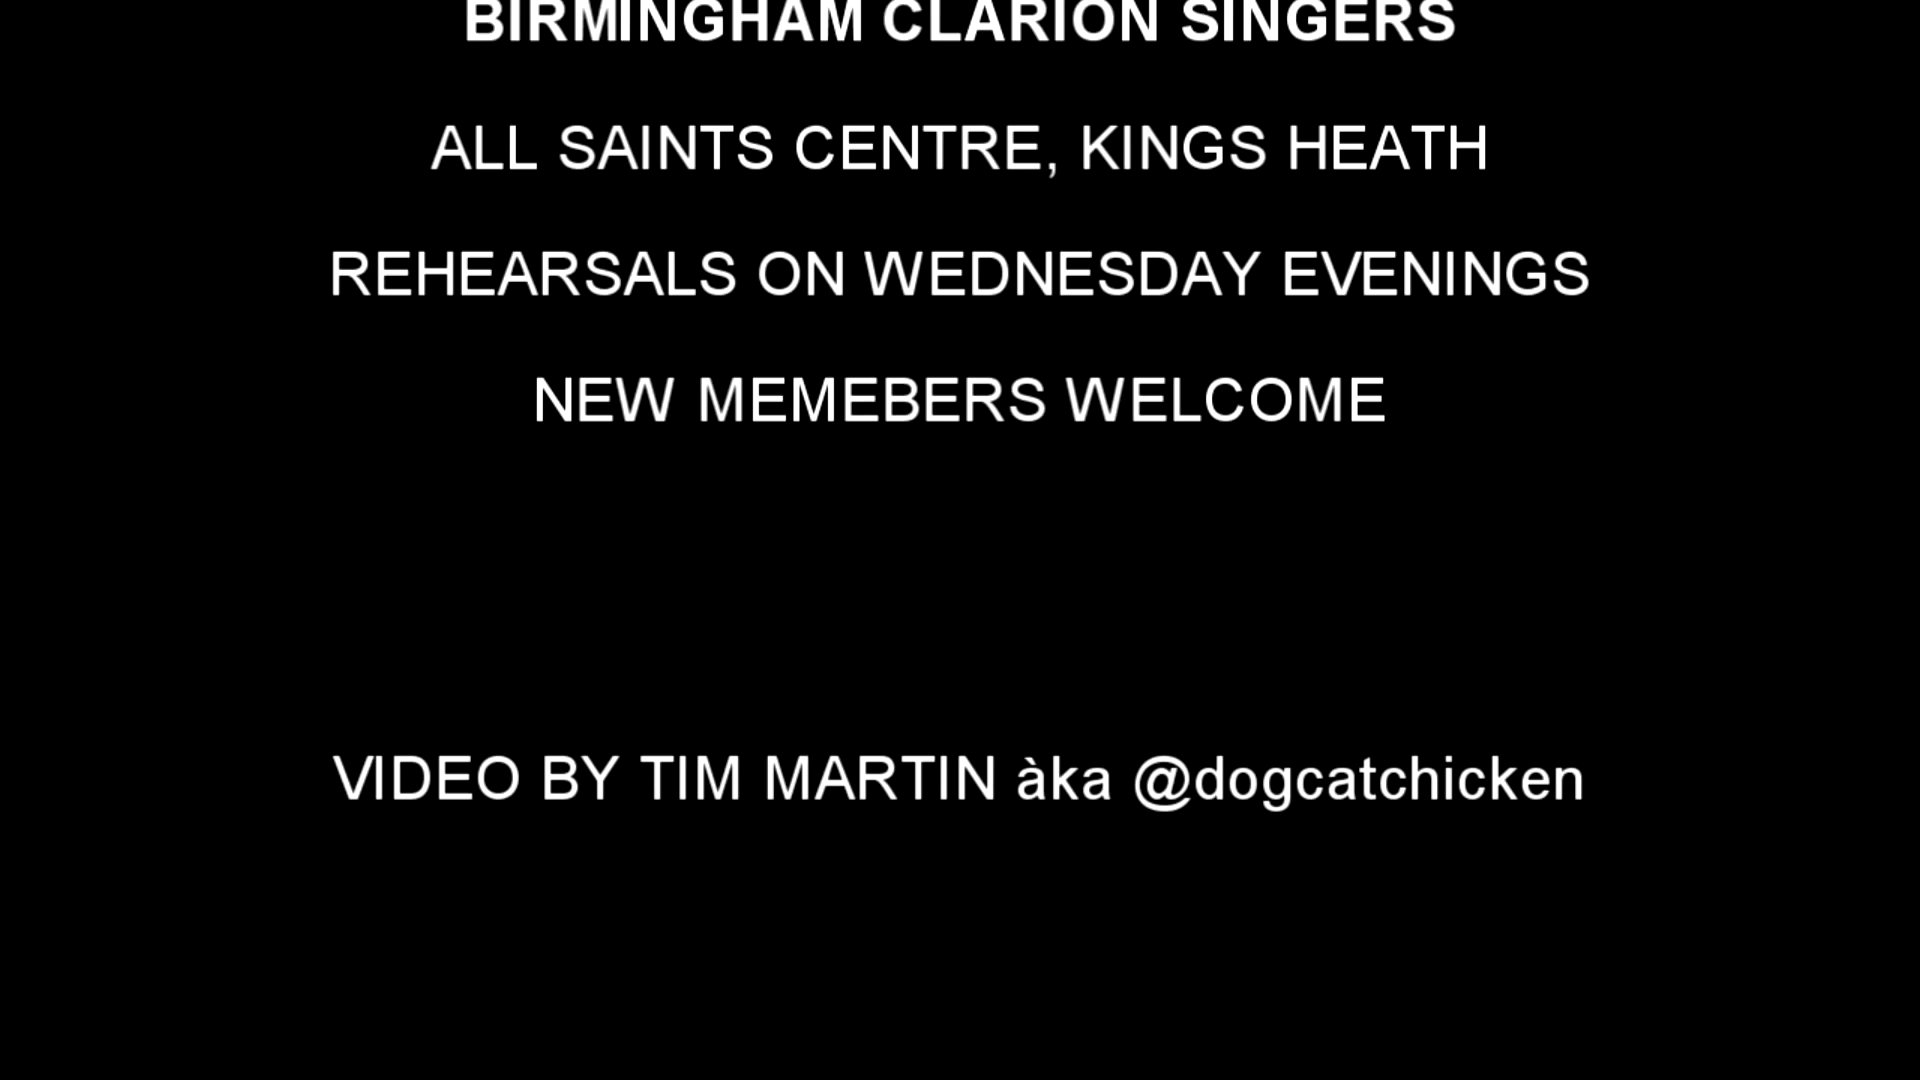 BIRMINGHAM CLARION SINGERS
ALL SAINTS CENTRE, KINGS HEATH
REHEARSALS ON WEDNESDAY EVENINGS
NEW MEMEBERS WELCOME
VIDEO BY TIM MARTIN àka @dogcatchicken